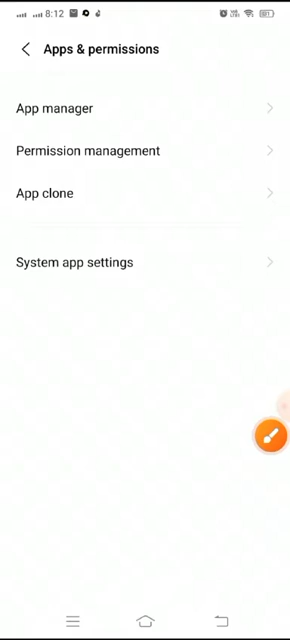 8:12
Apps & permissions
App manager
Permission management
App clone
System app settings